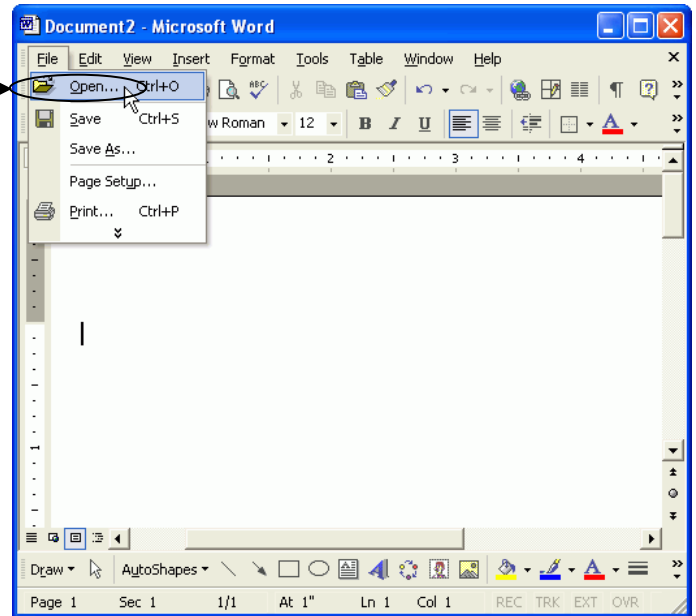 Document2 - Microsoft Word
File Edit View Insert Format Tools Table Window Help
Open... Ctrl+O
ABC
Save Ctrl+S
w Roman 12 B I U A
Save As...
2 3 4
Page Setup...
Print... Ctrl+P
1
Draw AutoShapes A A
Page 1 Sec 1 1/1 At 1" Ln 1 Col 1 REC TRK EXT OVR